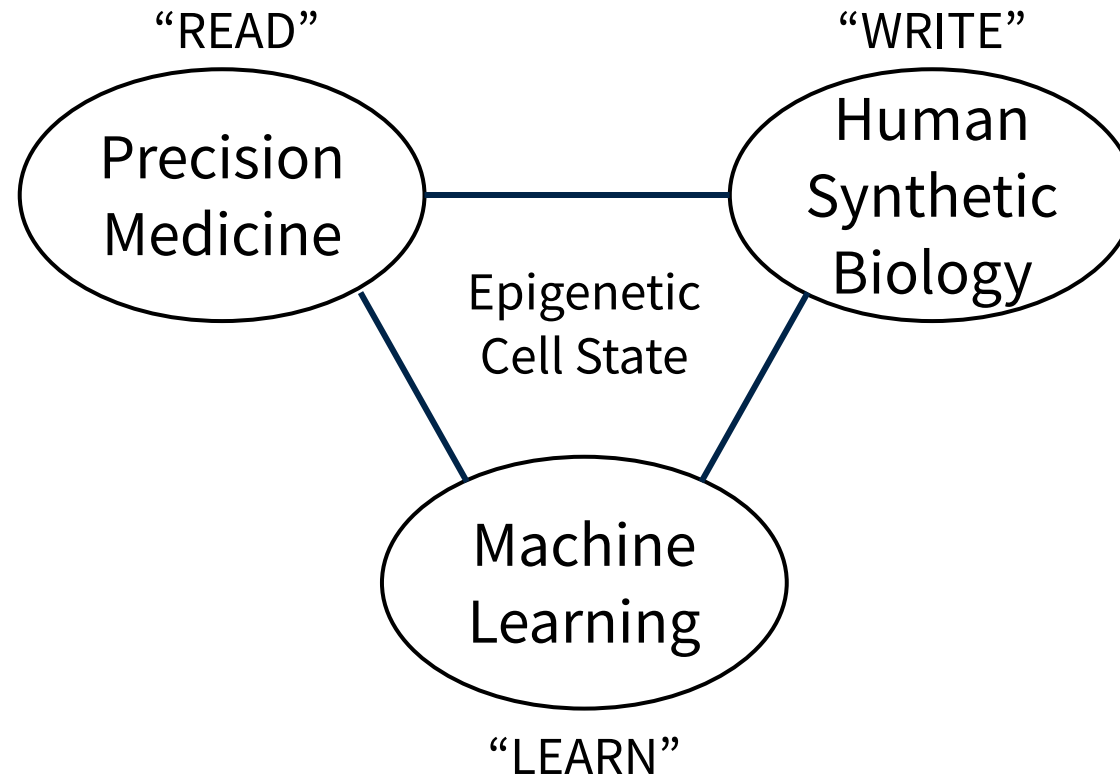 “READ”
“WRITE”
Precision
Medicine
Human
Synthetic
Biology
Epigenetic
Cell State
Machine
Learning
“LEARN”